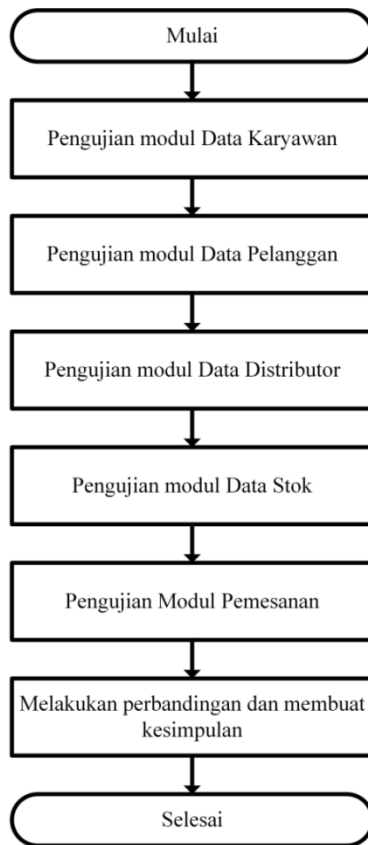 Mulai
Pengujian modul Data Karyawan
Pengujian modul Data Pelanggan
Pengujian modul Data Distributor
Pengujian modul Data Stok
Pengujian Modul Pemesanan
Melakukan perbandingan dan membuat
kesimpulan
Selesai